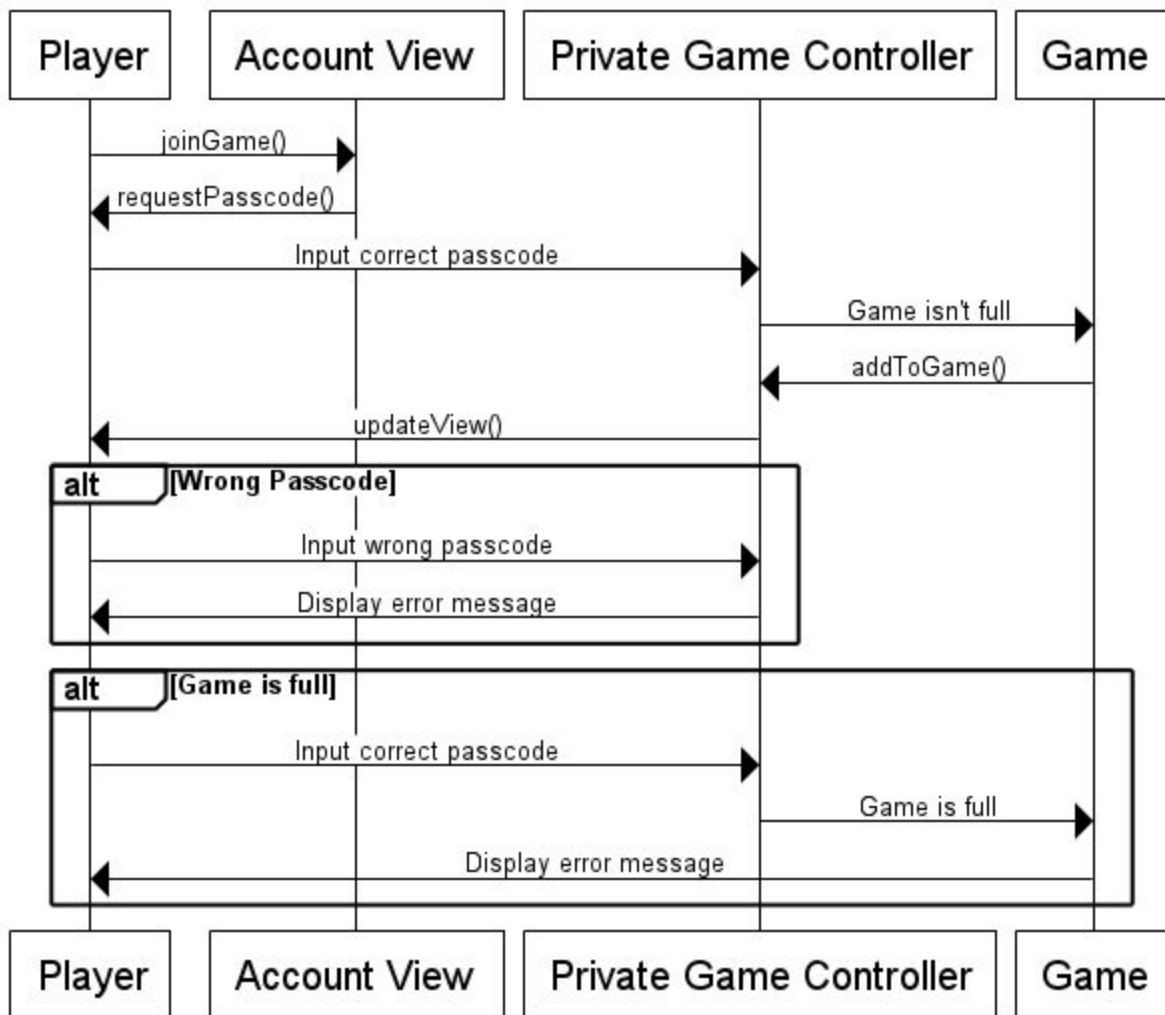 Player Account View Private Game Controller Game
joinGame()
requestPasscode()
Input correct passcode
Game isn't full
addToGame()
updateView()
alt [Wrong Passcode]
Input wrong passcode
Display error message
alt [Game is full]
Input correct passcode
Game is full
Display error message
Player Account View Private Game Controller Game